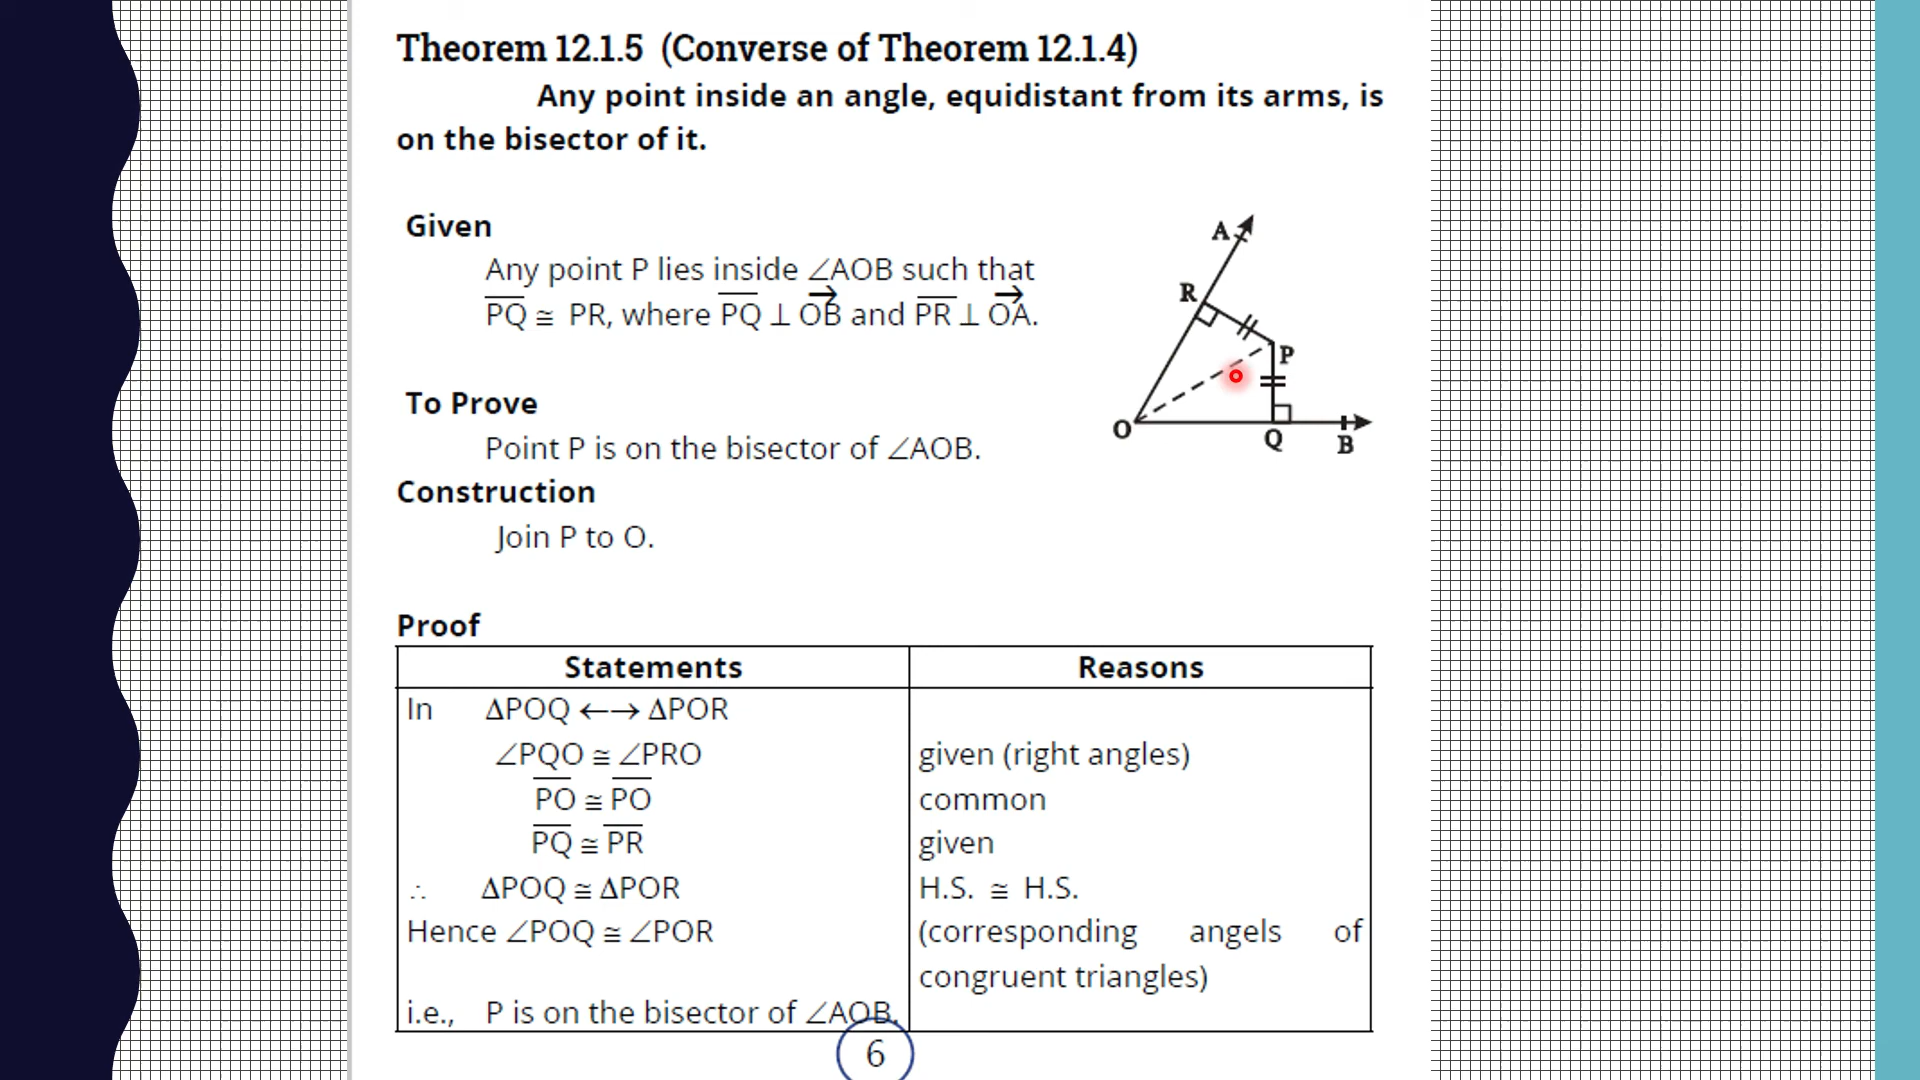 Theorem 12.1.5 (Converse of Theorem 12.1.4)
Any point inside an angle, equidistant from its arms, is
on the bisector of it.
Given
Any point P lies inside ∠AOB such that
PQ ≅ PR, where PQ ⊥ OB and PR ⊥ OA.
A
R
P
O
Q
B
To Prove
Point P is on the bisector of ∠AOB.
Construction
Join P to O.
Proof
Statements Reasons
In ΔPOQ ←→ ΔPOR
∠PQO ≅ ∠PRO given (right angles)
PO ≅ PO common
PQ ≅ PR given
∴ ΔPOQ ≅ ΔPOR H.S. ≅ H.S.
Hence ∠POQ ≅ ∠POR (corresponding angels of
congruent triangles)
i.e., P is on the bisector of ∠AOB.
6